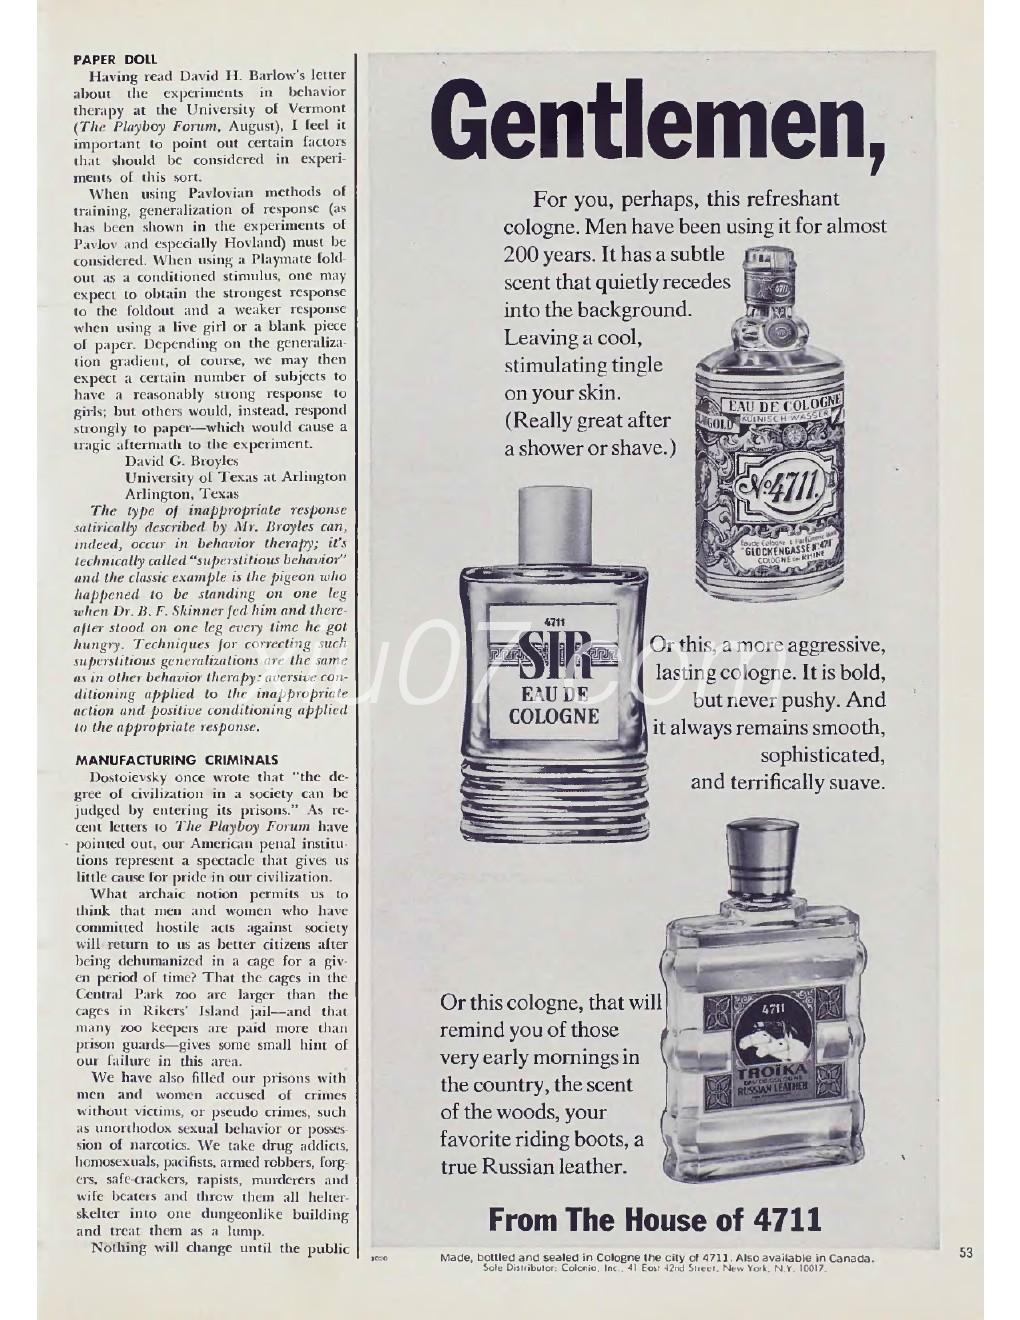 PAPER DOLL
Having read David H. Barlow's letter
about the experiments in behavior
therapy at the University of Vermont
(The Playboy Forum, August), I feel it
important to point out certain factors
that should be considered in experi-
ments of this sort.
When using Pavlovian methods of
training, generalization of response (as
has been shown in the experiments of
Pavlov and especially Hovland) must be
considered. When using a Playmate fold-
out as a conditioned stimulus, one may
expect to obtain the strongest response
to the foldout and a weaker response
when using a live girl or a blank piece
of paper. Depending on the generaliza-
tion gradient, of course, we may then
expect a certain number of subjects to
have a reasonably strong response to
girls; but others would, instead, respond
strongly to paper—which would cause a
tragic aftermath to the experiment.
David G. Broyles
University of Texas at Arlington
Arlington, Texas
The type of inappropriate response
satirically described by Mr. Broyles can,
indeed, occur in behavior therapy; it's
technically called "superstitious behavior"
and the classic example is the pigeon who
happened to be standing on one leg
when Dr. B. F. Skinner fed him and there-
after stood on one leg every time he got
hungry. Techniques for correcting such
superstitious generalizations are the same
as in other behavior therapy: aversive con-
ditioning applied to the inappropriate
action and positive conditioning applied
to the appropriate response.
MANUFACTURING CRIMINALS
Dostoievsky once wrote that "the de-
gree of civilization in a society can be
judged by entering its prisons." As re-
cent letters to The Playboy Forum have
pointed out, our American penal institu-
tions represent a spectacle that gives us
little cause for pride in our civilization.
What archaic notion permits us to
think that men and women who have
committed hostile acts against society
will return to us as better citizens after
being dehumanized in a cage for a giv-
en period of time? That the cages in the
Central Park zoo are larger than the
cages in Rikers' Island jail—and that
many zoo keepers are paid more than
prison guards—gives some small hint of
our failure in this area.
We have also filled our prisons with
men and women accused of crimes
without victims, or pseudo crimes, such
as unorthodox sexual behavior or posses-
sion of narcotics. We take drug addicts,
homosexuals, pacifists, armed robbers, forg-
ers, safe-crackers, rapists, murderers and
wife beaters and throw them all helter-
skelter into one dungeonlike building
and treat them as a lump.
Nothing will change until the public
Gentlemen,
For you, perhaps, this refreshant
cologne. Men have been using it for almost
200 years. It has a subtle
scent that quietly recedes
into the background.
Leaving a cool,
stimulating tingle
on your skin.
(Really great after
a shower or shave.)
4711
EAU DE COLOGNE
KÖLNISCH WASSER
GOLD
No 4711.
Eau de Cologne & Parfümerie
"GLOCKENGASSE No 4711"
COLOGNE on RHINE
4711
SIR
EAU DE
COLOGNE
Or this, a more aggressive,
lasting cologne. It is bold,
but never pushy. And
it always remains smooth,
sophisticated,
and terrifically suave.
Or this cologne, that will
remind you of those
very early mornings in
the country, the scent
of the woods, your
favorite riding boots, a
true Russian leather.
4711
TROÏKA
EAU DE COLOGNE
RUSSIAN LEATHER
From The House of 4711
Made, bottled and sealed in Cologne the city of 4711. Also available in Canada.
Sole Distributor: Colonia, Inc., 41 East 42nd Street, New York, N.Y. 10017.
53